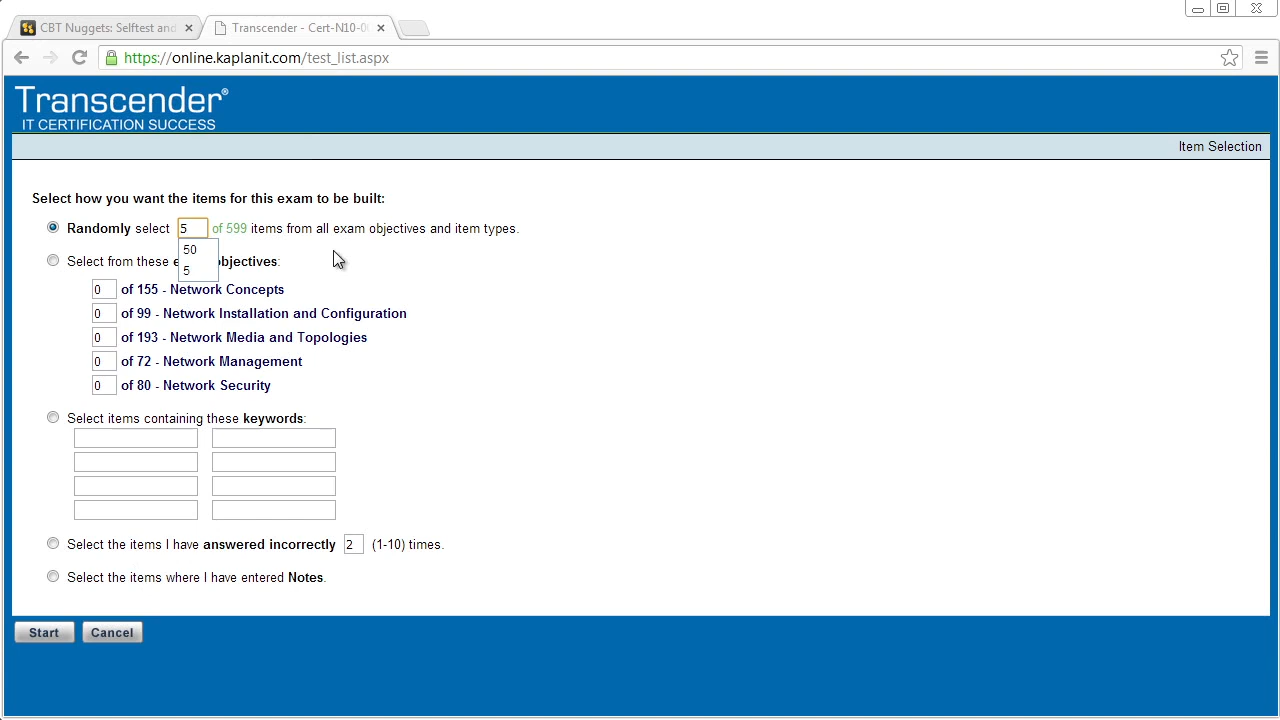 CBT Nuggets: Selftest and
Transcender - Cert-N10-00
https://online.kaplanit.com/test_list.aspx
Transcender®
IT CERTIFICATION SUCCESS
Item Selection
Select how you want the items for this exam to be built:
Randomly select 5 of 599 items from all exam objectives and item types.
50
5
Select from these objectives:
0 of 155 - Network Concepts
0 of 99 - Network Installation and Configuration
0 of 193 - Network Media and Topologies
0 of 72 - Network Management
0 of 80 - Network Security
Select items containing these keywords:
Select the items I have answered incorrectly 2 (1-10) times.
Select the items where I have entered Notes.
Start Cancel